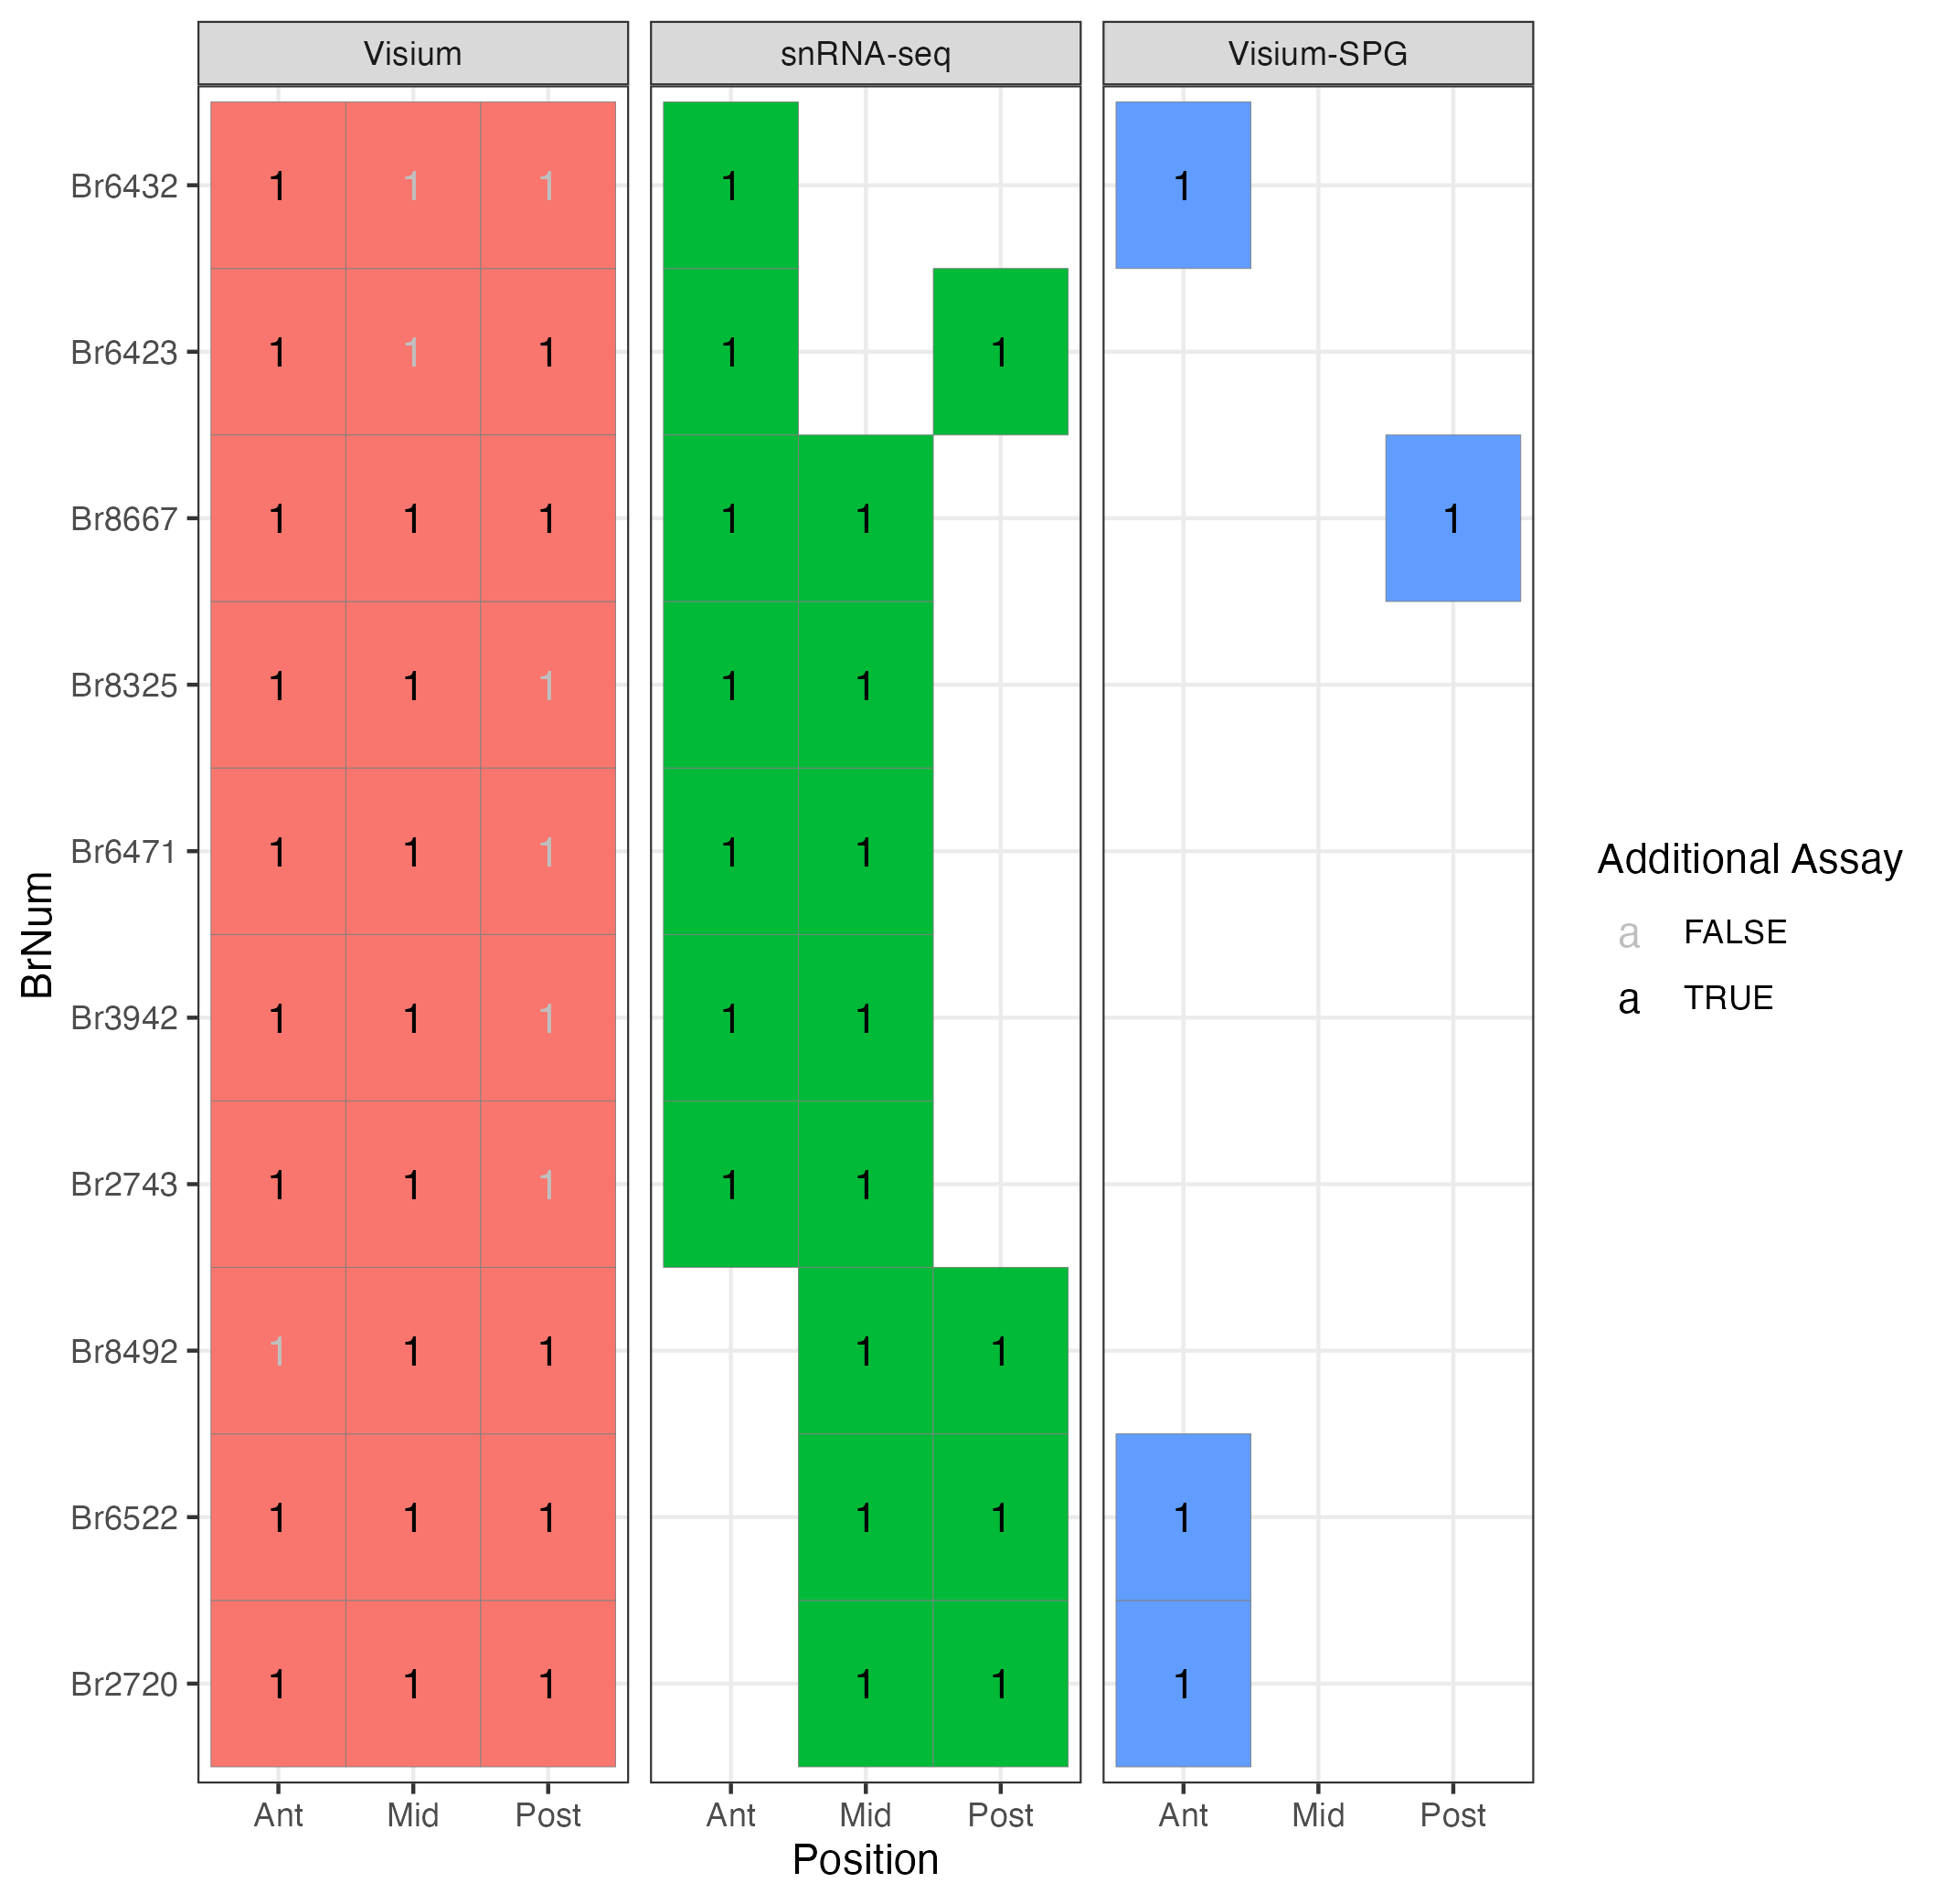 Visium snRNA-seq Visium-SPG
Br6432 1 1 1 1 1
Br6423 1 1 1 1 1
Br8667 1 1 1 1 1 1
Br8325 1 1 1 1 1
Br6471 1 1 1 1 1
Br3942 1 1 1 1 1
Br2743 1 1 1 1 1
Br8492 1 1 1 1 1
Br6522 1 1 1 1 1 1
Br2720 1 1 1 1 1 1
Ant Mid Post Ant Mid Post Ant Mid Post
Position
BrNum
Additional Assay
a FALSE
a TRUE